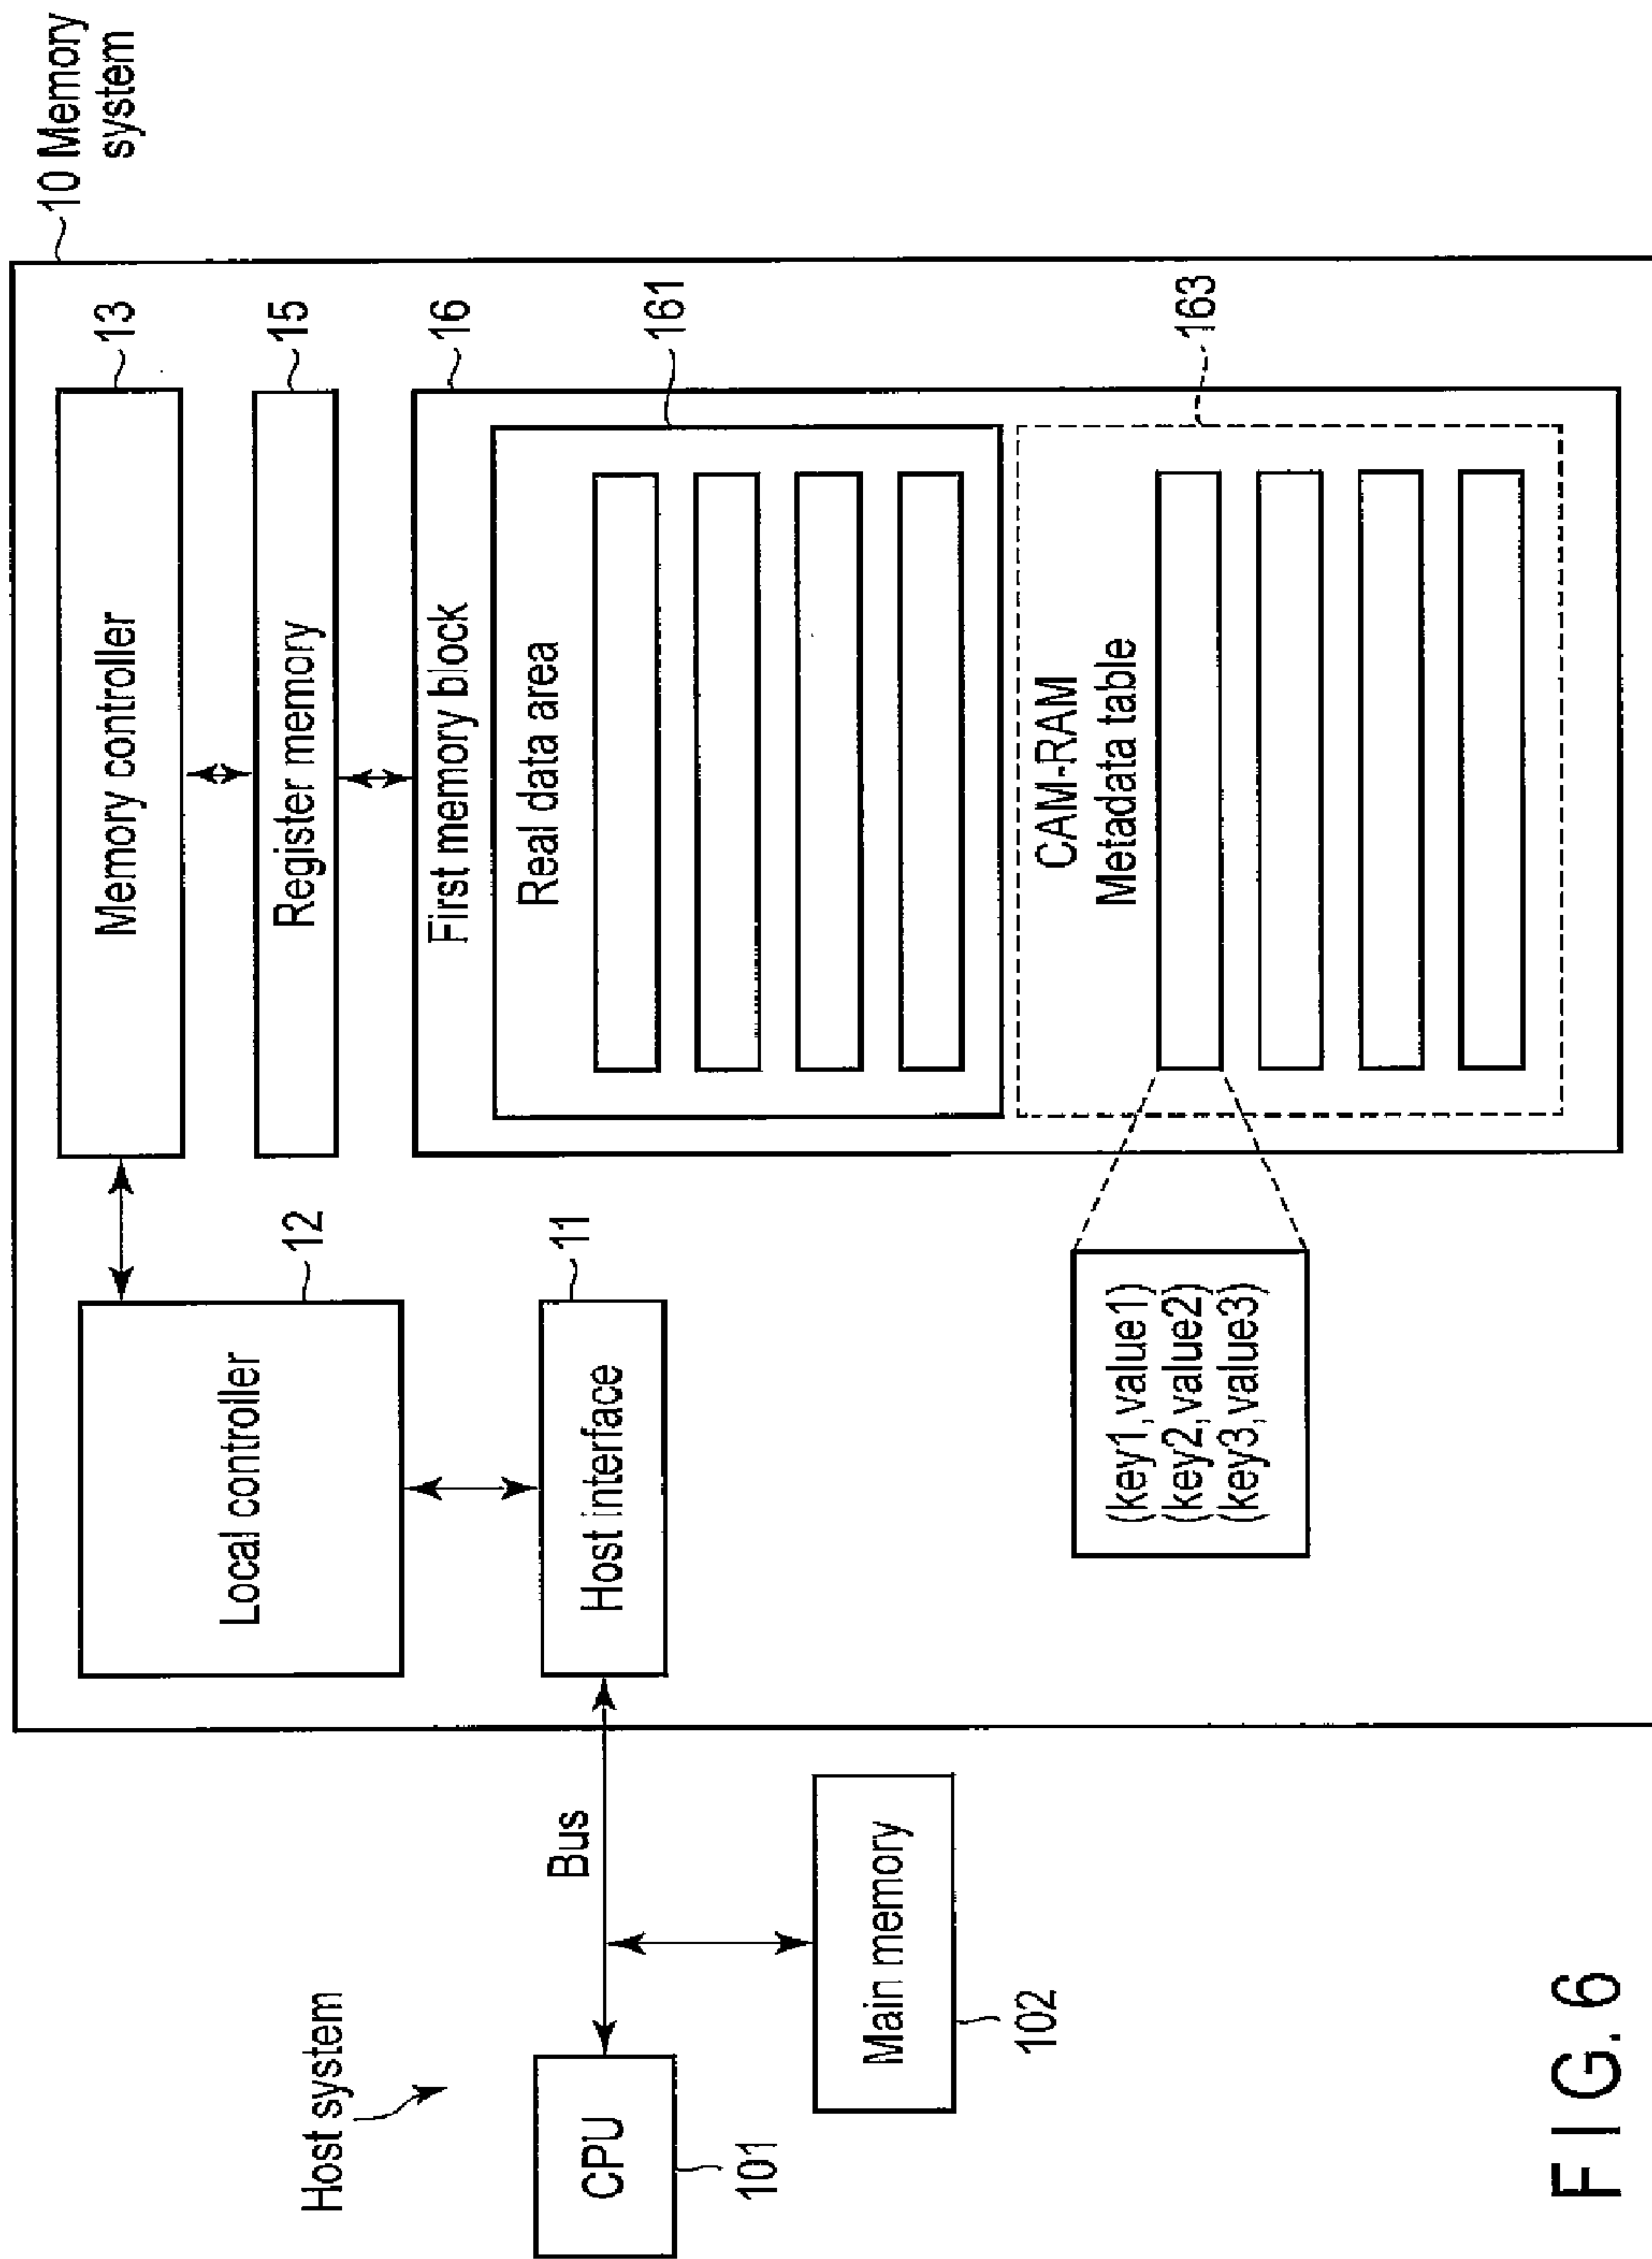 10 Memory
system
13
Memory controller
15
Register memory
16
First memory block
161
Real data area
163
CAM-RAM
Metadata table
12
Local controller
11
Host interface
(key1,value1)
(key2,value2)
(key3,value3)
Host system
Bus
CPU
101
Main memory
102
FIG. 6